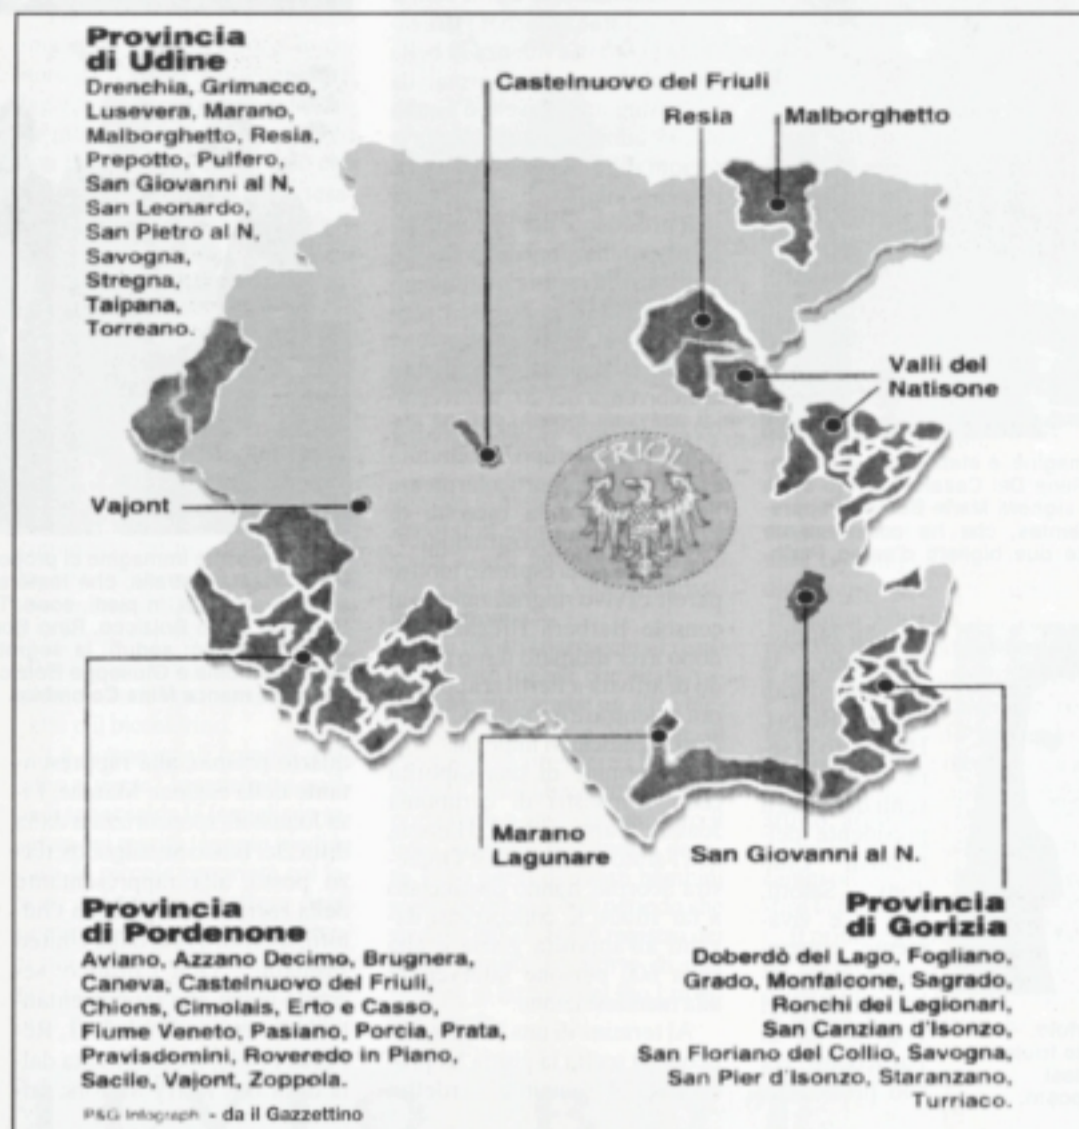 Provincia
di Udine
Drenchia, Grimacco,
Lusevera, Marano,
Malborghetto, Resia,
Prepotto, Pulfero,
San Giovanni al N,
San Leonardo,
San Pietro al N,
Savogna,
Stregna,
Taipana,
Torreano.
Castelnuovo del Friuli
Resia
Malborghetto
Valli del
Natisone
Vajont
FRIUL
Marano
Lagunare
San Giovanni al N.
Provincia
di Pordenone
Aviano, Azzano Decimo, Brugnera,
Caneva, Castelnuovo del Friuli,
Chions, Cimolais, Erto e Casso,
Fiume Veneto, Pasiano, Porcia, Prata,
Pravisdomini, Roveredo in Piano,
Sacile, Vajont, Zoppola.
P&G Infograph - da il Gazzettino
Provincia
di Gorizia
Doberdò del Lago, Fogliano,
Grado, Monfalcone, Sagrado,
Ronchi dei Legionari,
San Canzian d'Isonzo,
San Floriano del Collio, Savogna,
San Pier d'Isonzo, Staranzano,
Turriaco.